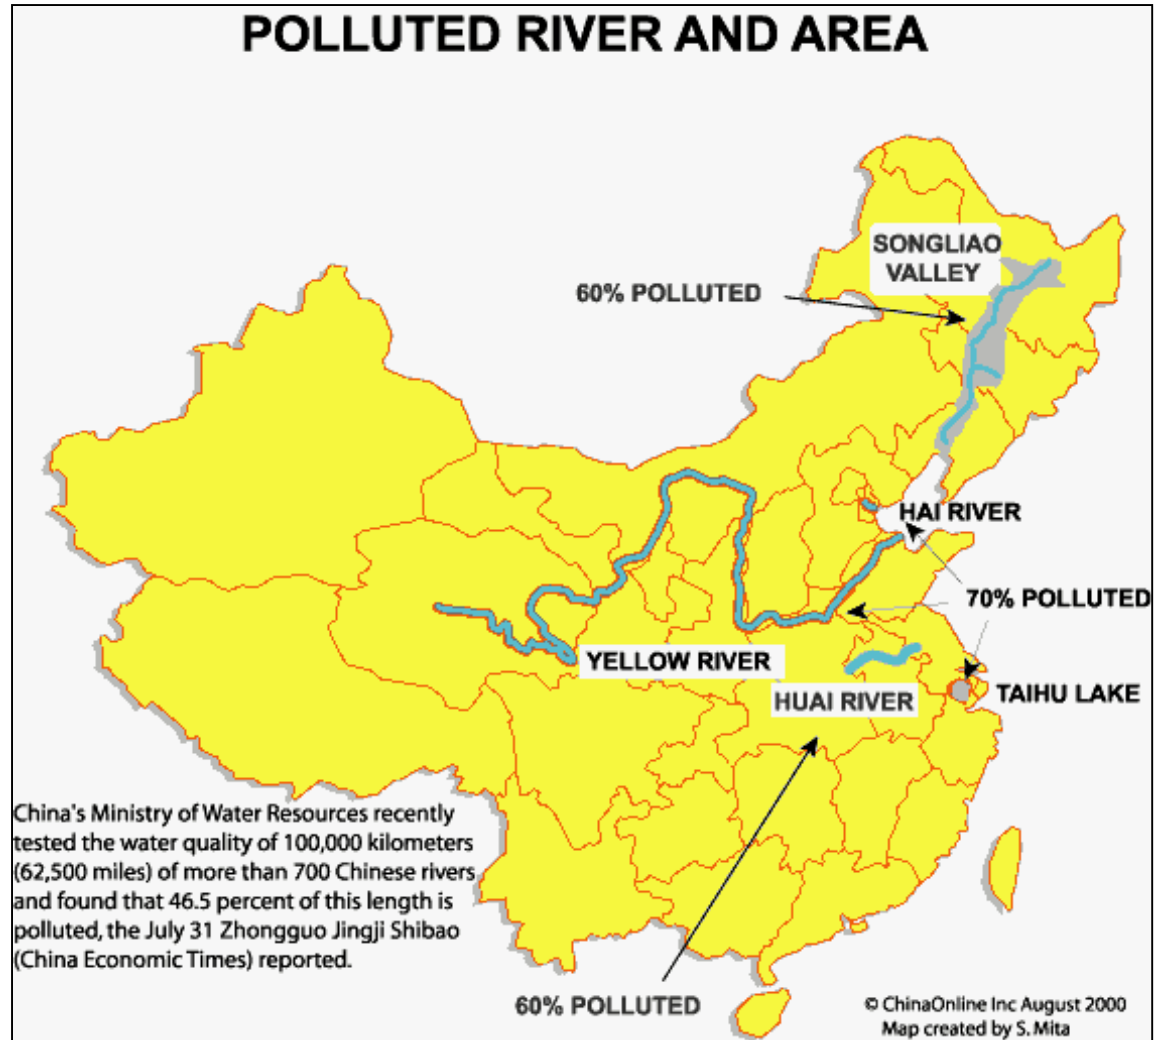 POLLUTED RIVER AND AREA
SONGLIAO
VALLEY
60% POLLUTED
HAI RIVER
70% POLLUTED
YELLOW RIVER
HUAI RIVER
TAIHU LAKE
China's Ministry of Water Resources recently
tested the water quality of 100,000 kilometers
(62,500 miles) of more than 700 Chinese rivers
and found that 46.5 percent of this length is
polluted, the July 31 Zhongguo Jingji Shibao
(China Economic Times) reported.
60% POLLUTED
© ChinaOnline Inc August 2000
Map created by S. Mita